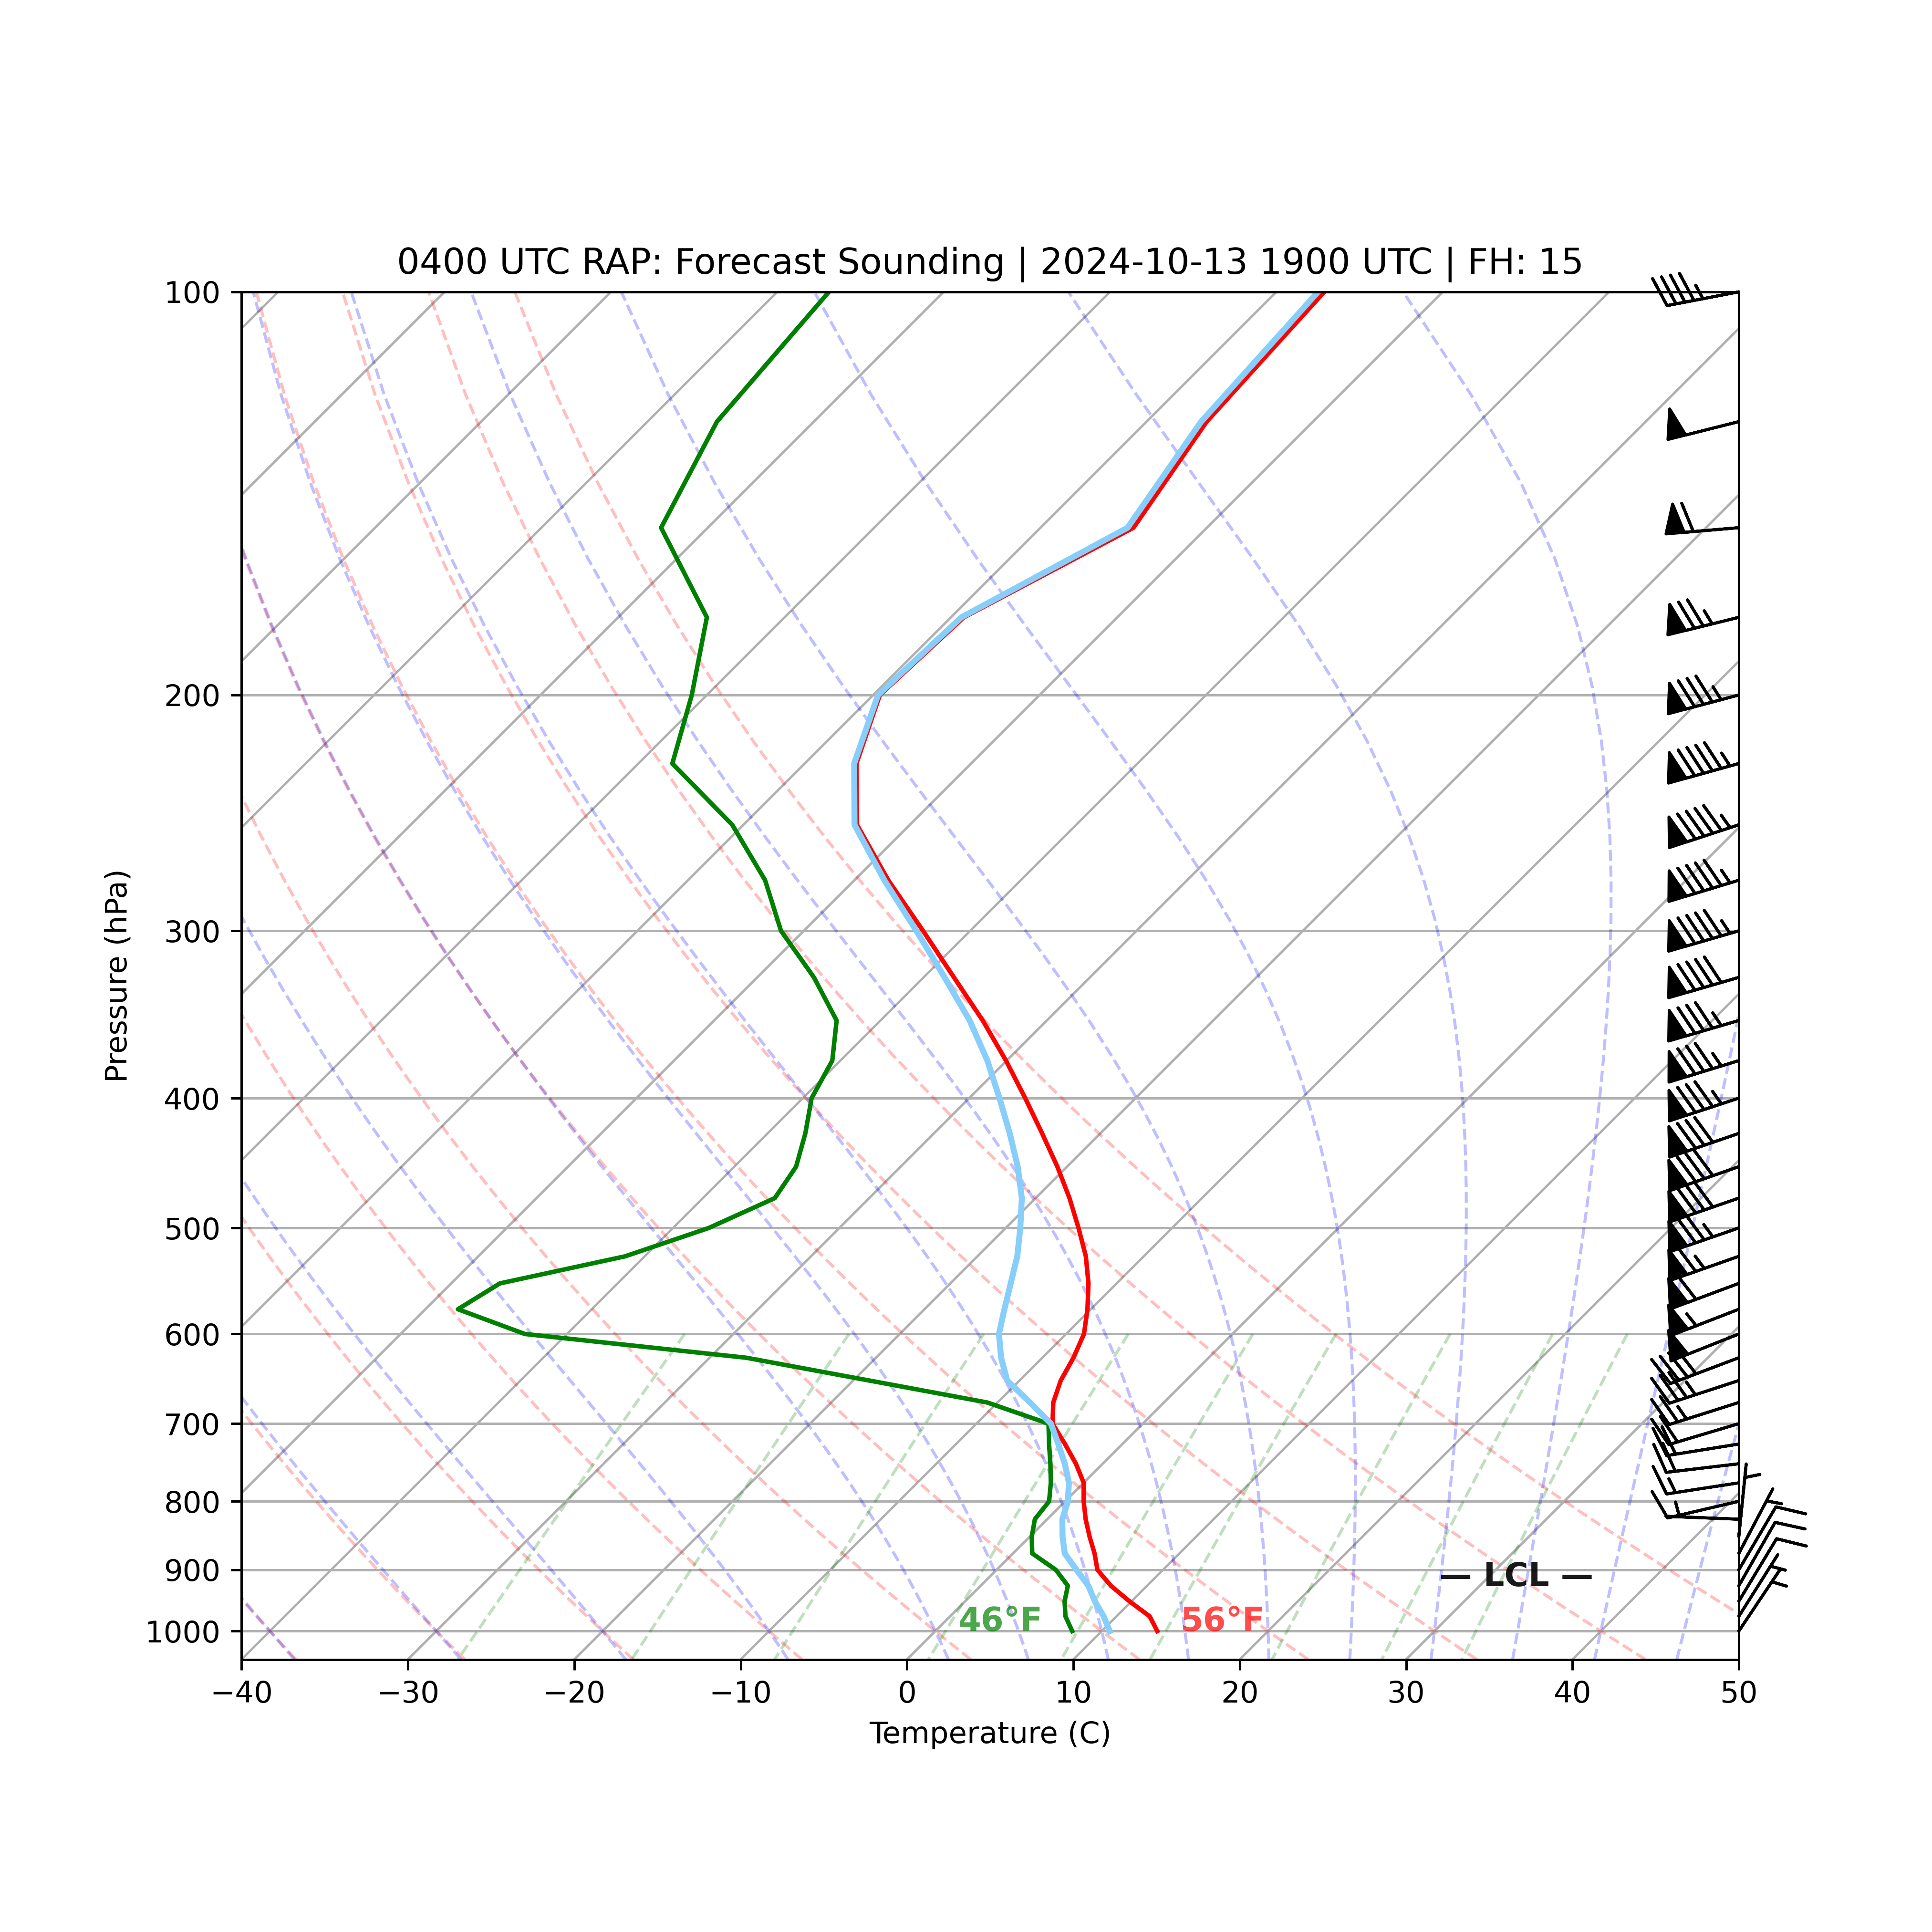 0400 UTC RAP: Forecast Sounding | 2024-10-13 1900 UTC | FH: 15
100
200
300
400
500
600
700
800
900
1000
Pressure (hPa)
— LCL —
46°F
56°F
−40 −30 −20 −10 0 10 20 30 40 50
Temperature (C)